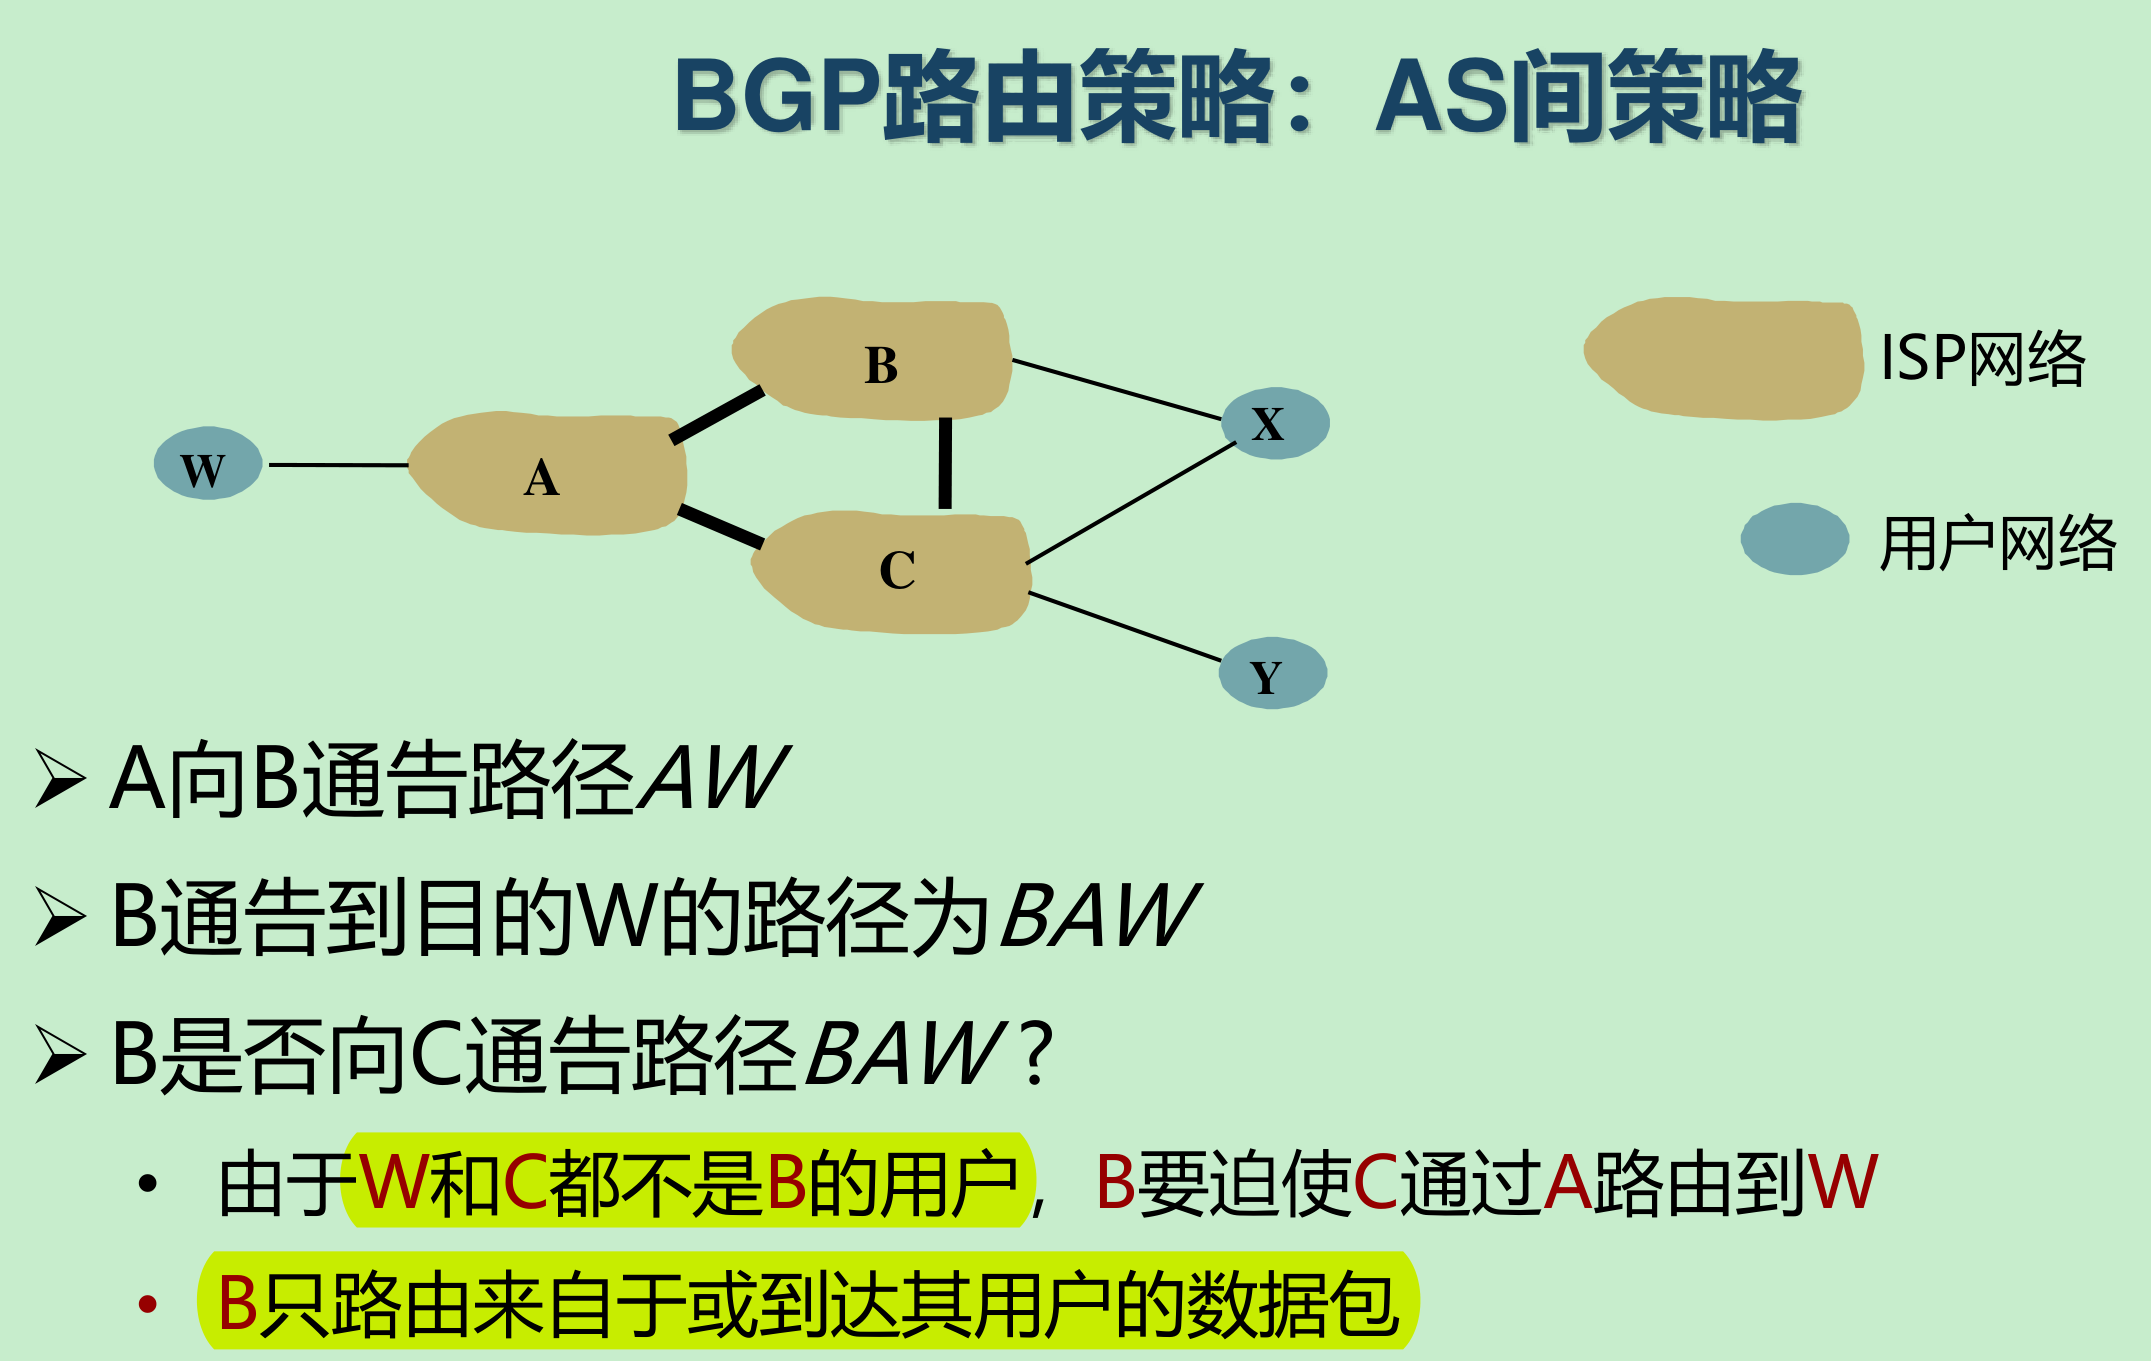 BGP路由策略：AS间策略
B
ISP网络
X
W
A
C
用户网络
Y
A向B通告路径AW
B通告到目的W的路径为BAW
B是否向C通告路径BAW？
由于W和C都不是B的用户，B要迫使C通过A路由到W
B只路由来自于或到达其用户的数据包